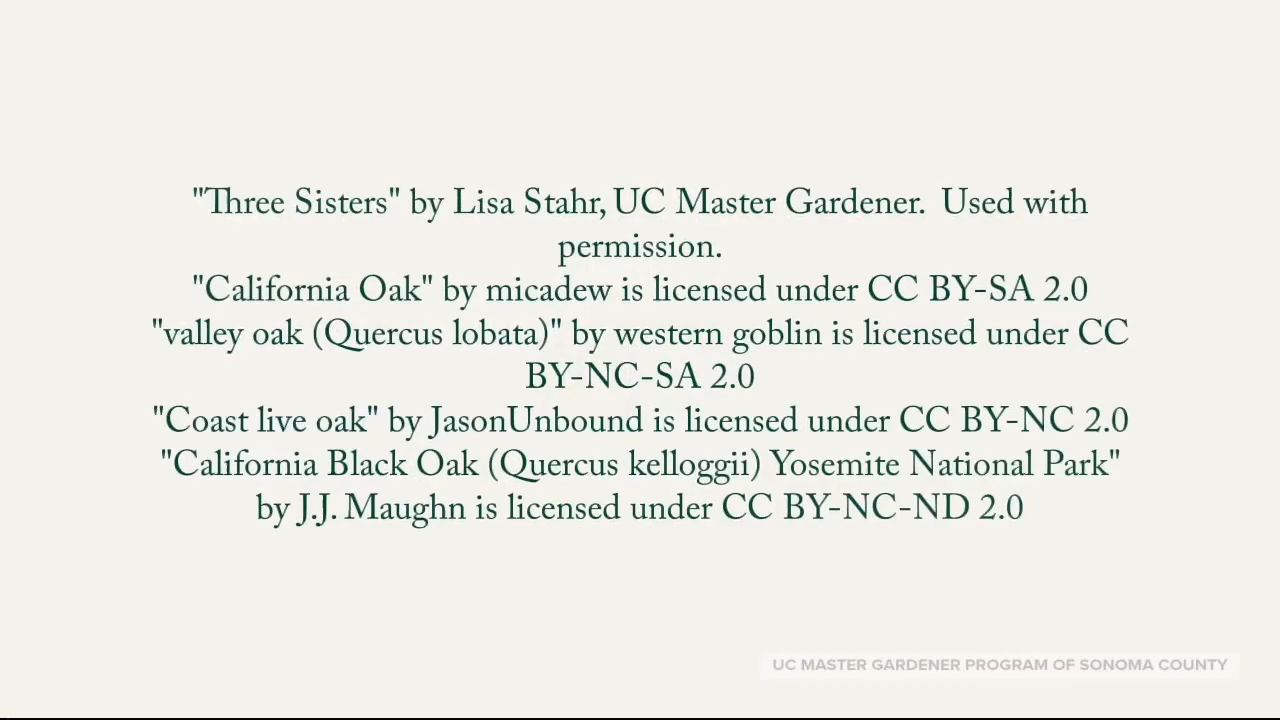 "Three Sisters" by Lisa Stahr, UC Master Gardener.  Used with
permission.
"California Oak" by micadew is licensed under CC BY-SA 2.0
"valley oak (Quercus lobata)" by western goblin is licensed under CC
BY-NC-SA 2.0
"Coast live oak" by JasonUnbound is licensed under CC BY-NC 2.0
"California Black Oak (Quercus kelloggii) Yosemite National Park"
by J.J. Maughn is licensed under CC BY-NC-ND 2.0
UC MASTER GARDENER PROGRAM OF SONOMA COUNTY